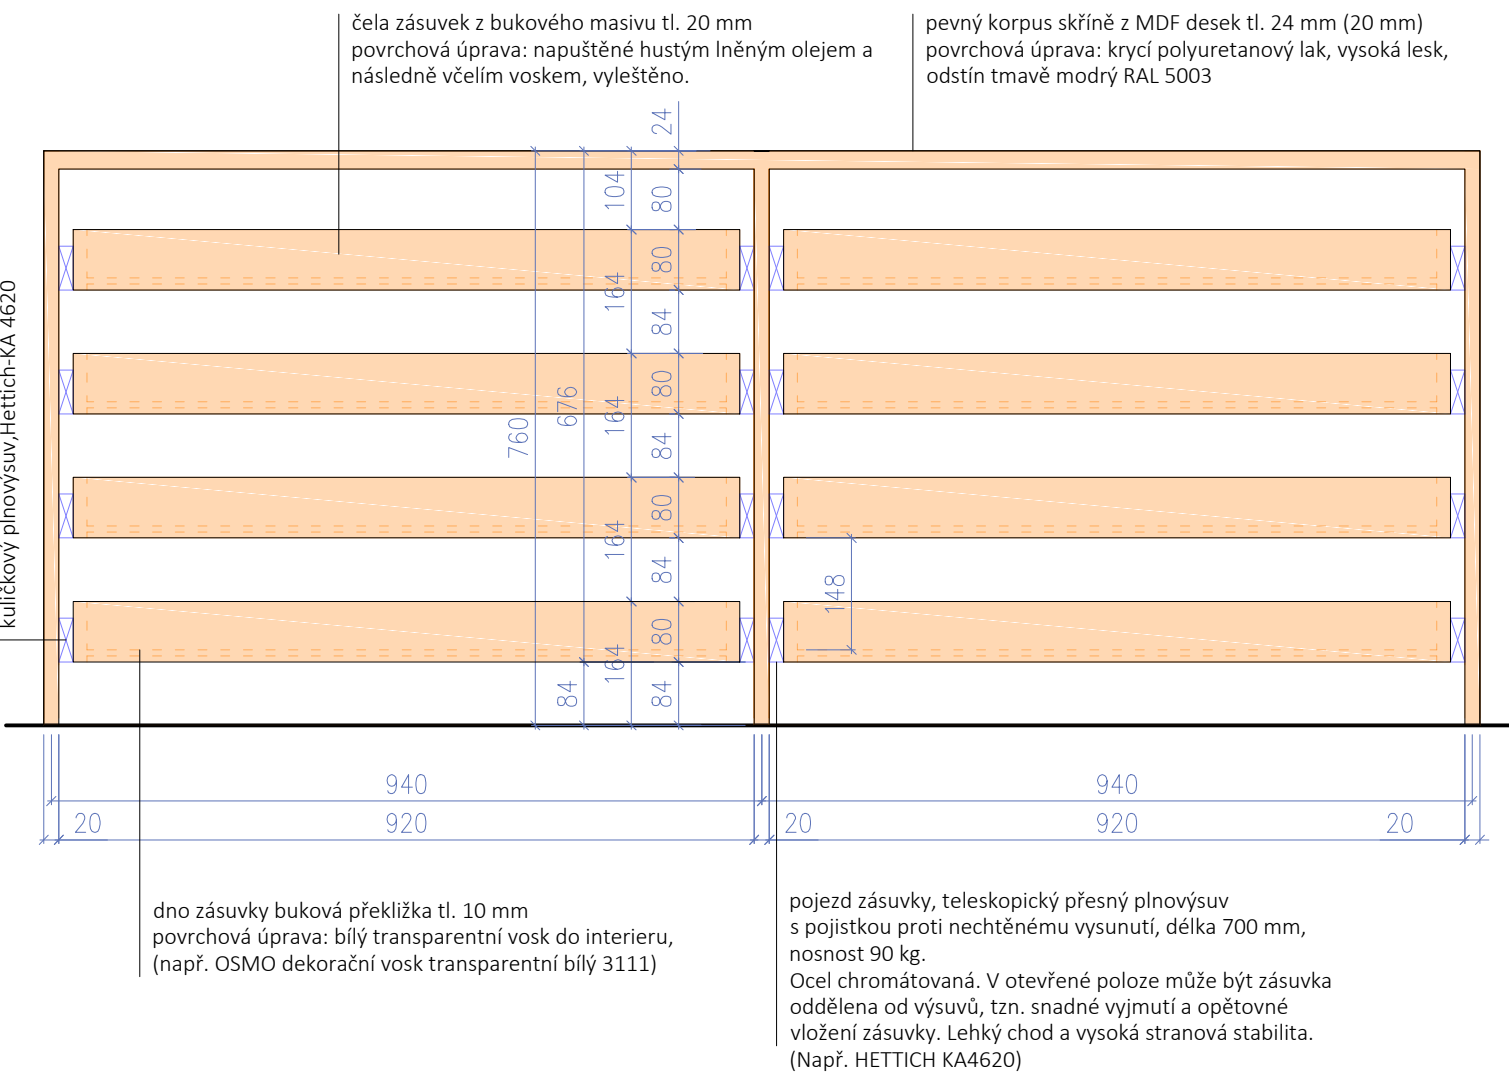 čela zásuvek z bukového masivu tl. 20 mm
povrchová úprava: napuštěné hustým lněným olejem a
následně včelím voskem, vyleštěno.
pevný korpus skříně z MDF desek tl. 24 mm (20 mm)
povrchová úprava: krycí polyuretanový lak, vysoká lesk,
odstín tmavě modrý RAL 5003
kuličkový plnovýsuv,Hettich-KA 4620
24
104
80
80
164
84
80
676
760
164
84
80
164
84
148
80
164
84
84
940
940
20
920
20
920
20
dno zásuvky buková překližka tl. 10 mm
povrchová úprava: bílý transparentní vosk do interieru,
(např. OSMO dekorační vosk transparentní bílý 3111)
pojezd zásuvky, teleskopický přesný plnovýsuv
s pojistkou proti nechtěnému vysunutí, délka 700 mm,
nosnost 90 kg.
Ocel chromátovaná. V otevřené poloze může být zásuvka
oddělena od výsuvů, tzn. snadné vyjmutí a opětovné
vložení zásuvky. Lehký chod a vysoká stranová stabilita.
(Např. HETTICH KA4620)